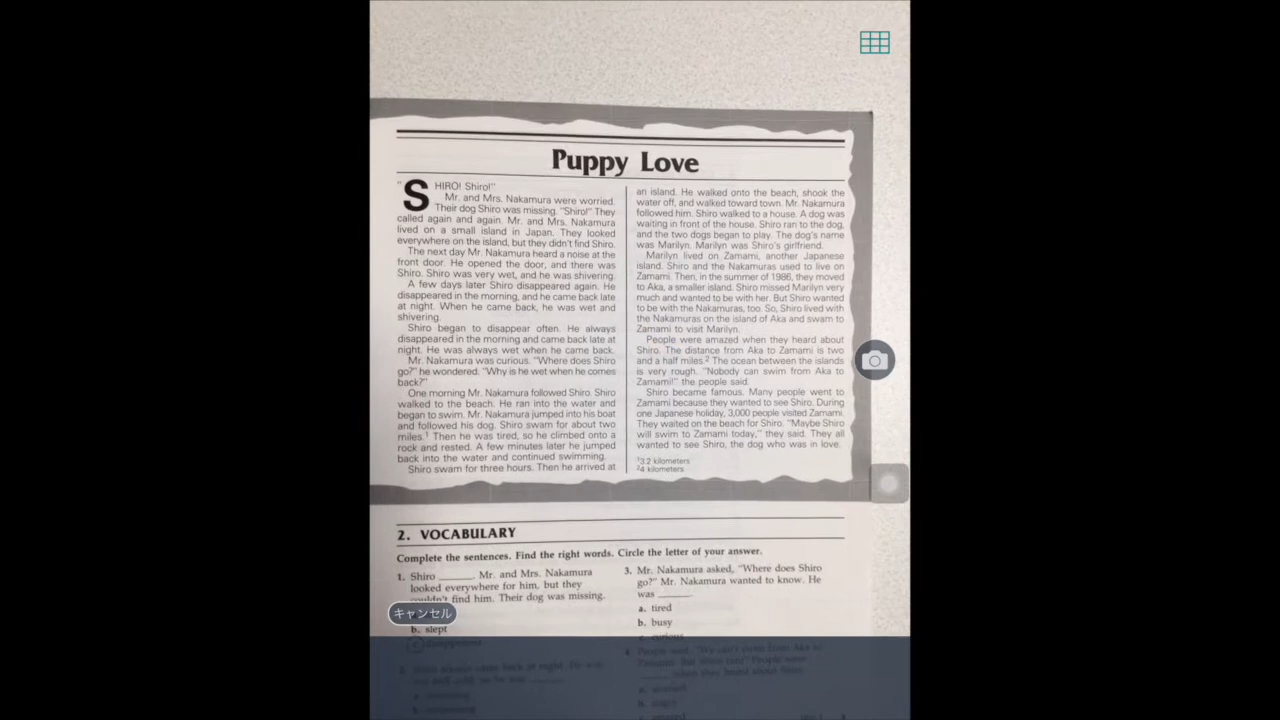 Puppy Love
"SHIRO! Shiro!"
Mr. and Mrs. Nakamura were worried.
Their dog Shiro was missing. "Shiro!" They
called again and again. Mr. and Mrs. Nakamura
lived on a small island in Japan. They looked
everywhere on the island, but they didn't find Shiro.
The next day Mr. Nakamura heard a noise at the
front door. He opened the door, and there was
Shiro. Shiro was very wet, and he was shivering.
A few days later Shiro disappeared again. He
disappeared in the morning, and he came back late
at night. When he came back, he was wet and
shivering.
Shiro began to disappear often. He always
disappeared in the morning and came back late at
night. He was always wet when he came back.
Mr. Nakamura was curious. "Where does Shiro
go?" he wondered. "Why is he wet when he comes
back?"
One morning Mr. Nakamura followed Shiro. Shiro
walked to the beach. He ran into the water and
began to swim. Mr. Nakamura jumped into his boat
and followed his dog. Shiro swam for about two
miles.¹ Then he was tired, so he climbed onto a
rock and rested. A few minutes later he jumped
back into the water and continued swimming.
Shiro swam for three hours. Then he arrived at
an island. He walked onto the beach, shook the
water off, and walked toward town. Mr. Nakamura
followed him. Shiro walked to a house. A dog was
waiting in front of the house. Shiro ran to the dog,
and the two dogs began to play. The dog's name
was Marilyn. Marilyn was Shiro's girlfriend.
Marilyn lived on Zamami, another Japanese
island. Shiro and the Nakamuras used to live on
Zamami. Then, in the summer of 1986, they moved
to Aka, a smaller island. Shiro missed Marilyn very
much and wanted to be with her. But Shiro wanted
to be with the Nakamuras, too. So, Shiro lived with
the Nakamuras on the island of Aka and swam to
Zamami to visit Marilyn.
People were amazed when they heard about
Shiro. The distance from Aka to Zamami is two
and a half miles.² The ocean between the islands
is very rough. "Nobody can swim from Aka to
Zamami!" the people said.
Shiro became famous. Many people went to
Zamami because they wanted to see Shiro. During
one Japanese holiday, 3,000 people visited Zamami.
They waited on the beach for Shiro. "Maybe Shiro
will swim to Zamami today," they said. They all
wanted to see Shiro, the dog who was in love.
¹3.2 kilometers
²4 kilometers
2. VOCABULARY
Complete the sentences. Find the right words. Circle the letter of your answer.
1. Shiro ______. Mr. and Mrs. Nakamura
looked everywhere for him, but they
couldn't find him. Their dog was missing.
キャンセル
b. slept
c. disappeared
3. Mr. Nakamura asked, "Where does Shiro
go?" Mr. Nakamura wanted to know. He
was ______.
a. tired
b. busy
c. curious
4. People said, "We can't swim from Aka to